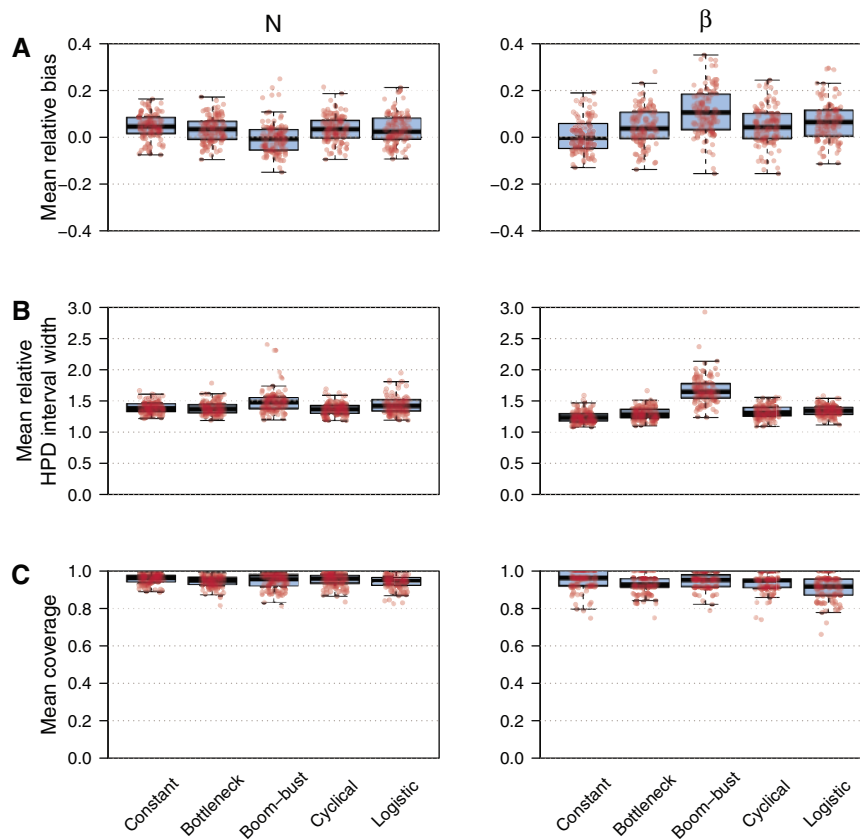 N
β
A
Mean relative bias
0.4
0.2
0.0
−0.2
−0.4
0.4
0.2
0.0
−0.2
−0.4
B
Mean relative
HPD interval width
3.0
2.5
2.0
1.5
1.0
0.5
0.0
3.0
2.5
2.0
1.5
1.0
0.5
0.0
C
Mean coverage
1.0
0.8
0.6
0.4
0.2
0.0
1.0
0.8
0.6
0.4
0.2
0.0
Constant
Bottleneck
Boom−bust
Cyclical
Logistic
Constant
Bottleneck
Boom−bust
Cyclical
Logistic